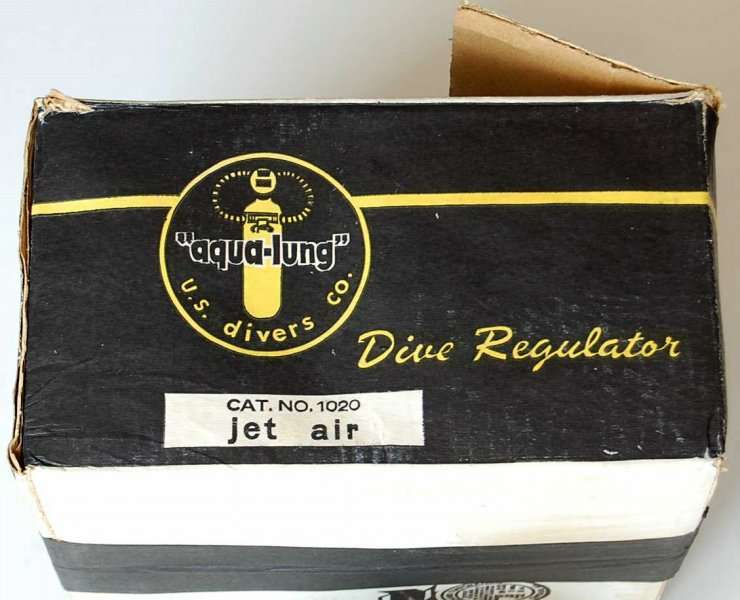 "aqua-lung"
u.s. divers co.
Dive Regulator
CAT. NO. 1020
jet air